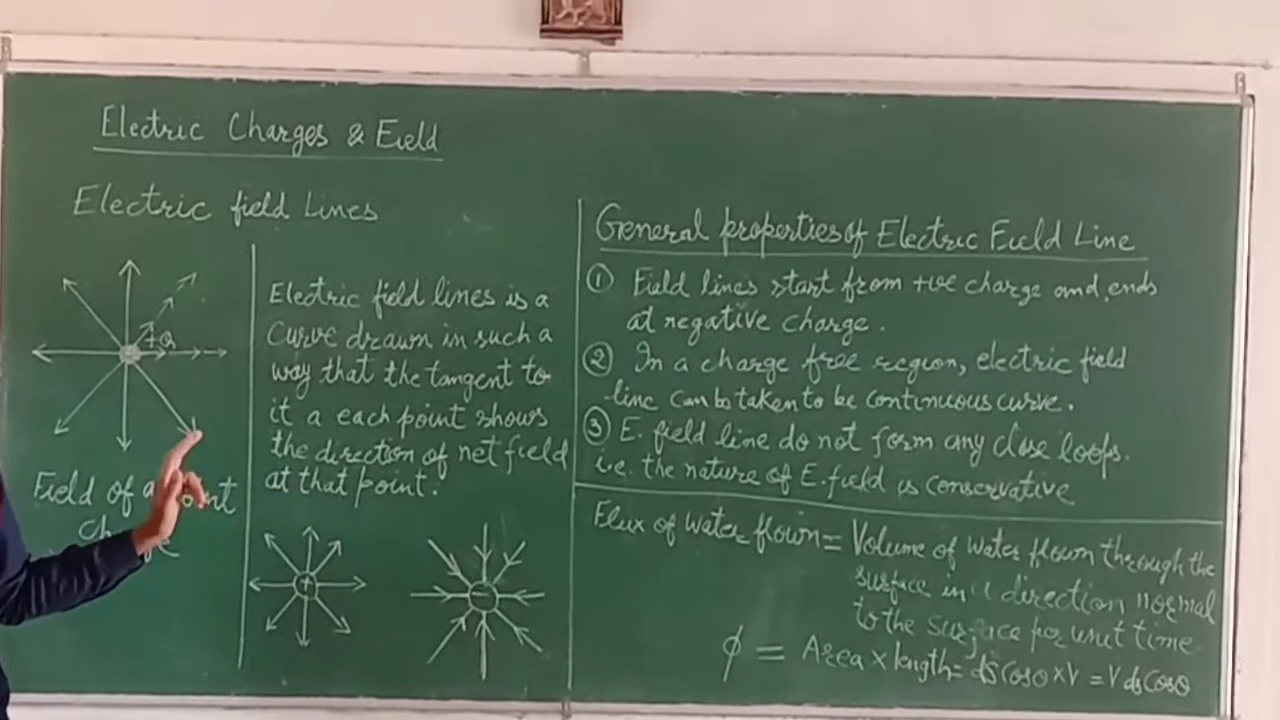 Electric Charges & Field
Electric field Lines
+Q
Field of a
Electric field lines is a
curve drawn in such a
way that the tangent to
it a each point shows
the direction of net field
at that point.
+
-
General properties of Electric Field Line
① Field lines start from +ve charge and ends
at negative charge.
② In a charge free region, electric field
line can be taken to be continuous curve.
③ E. field line do not form any close loops.
i.e. the nature of E. field is conservative
Flux of water flown = Volume of water flown through the
surface in a direction normal
to the surface per unit time
ϕ = Area × length = ds cosθ × V = V ds cosθ